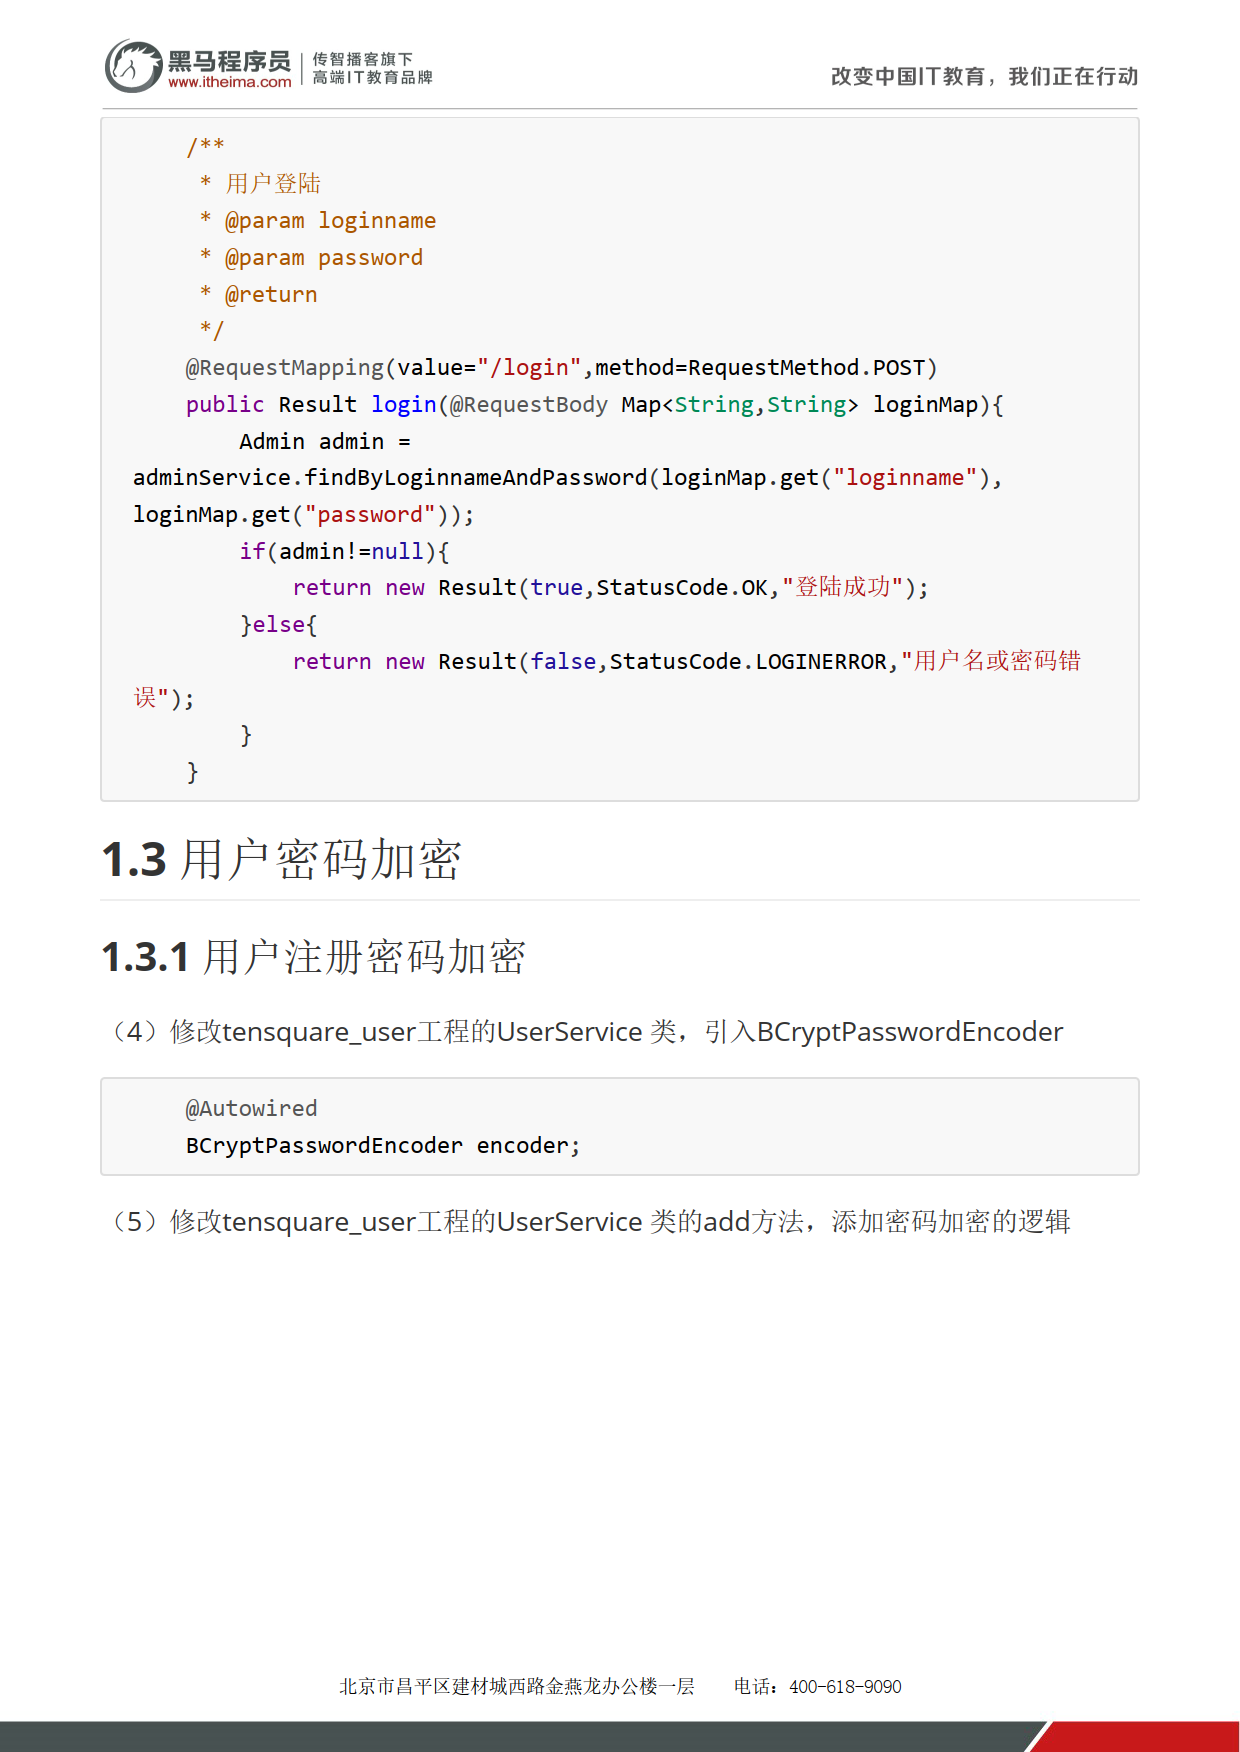 黑马程序员
www.itheima.com
传智播客旗下
高端IT教育品牌
改变中国IT教育，我们正在行动
/**
* 用户登陆
* @param loginname
* @param password
* @return
*/
@RequestMapping(value="/login",method=RequestMethod.POST)
public Result login(@RequestBody Map<String,String> loginMap){
Admin admin =
adminService.findByLoginnameAndPassword(loginMap.get("loginname"),
loginMap.get("password"));
if(admin!=null){
return new Result(true,StatusCode.OK,"登陆成功");
}else{
return new Result(false,StatusCode.LOGINERROR,"用户名或密码错
误");
}
}
1.3 用户密码加密
1.3.1 用户注册密码加密
（4）修改tensquare_user工程的UserService 类，引入BCryptPasswordEncoder
@Autowired
BCryptPasswordEncoder encoder;
（5）修改tensquare_user工程的UserService 类的add方法，添加密码加密的逻辑
北京市昌平区建材城西路金燕龙办公楼一层 电话：400-618-9090